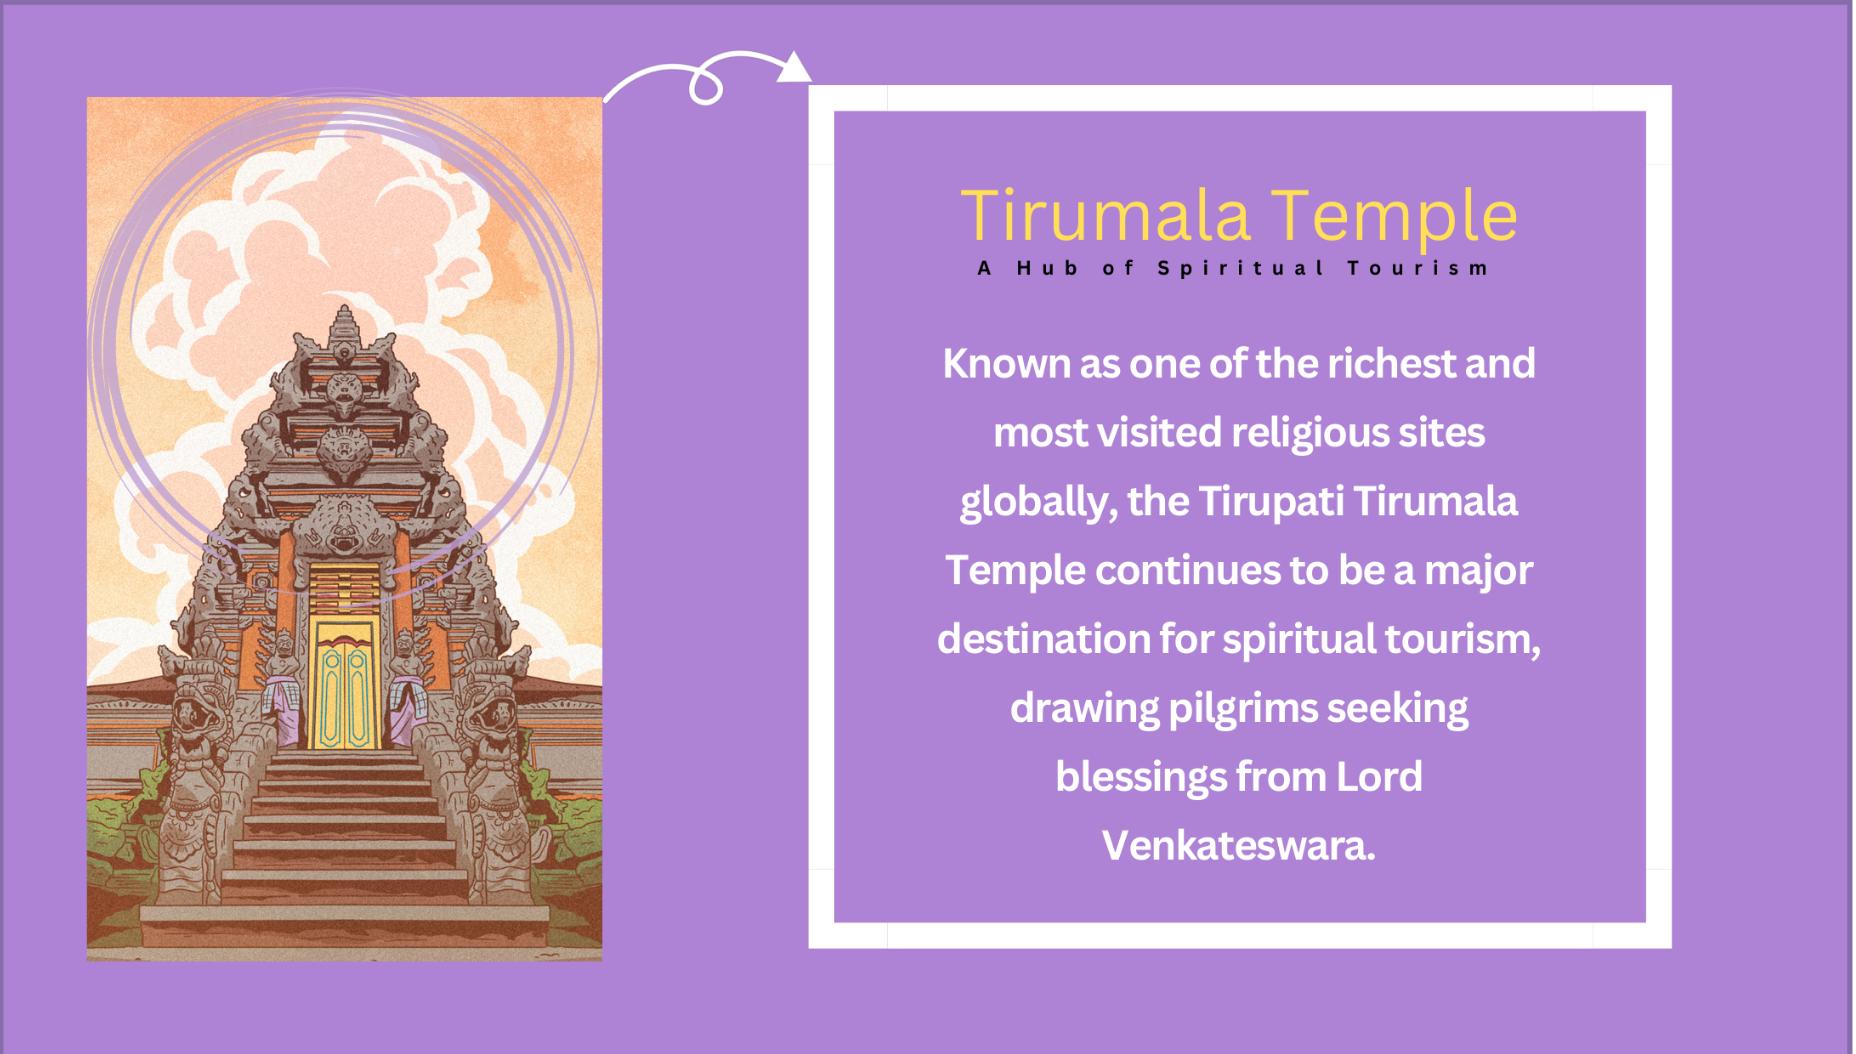 Tirumala Temple
A Hub of Spiritual Tourism
Known as one of the richest and
most visited religious sites
globally, the Tirupati Tirumala
Temple continues to be a major
destination for spiritual tourism,
drawing pilgrims seeking
blessings from Lord
Venkateswara.